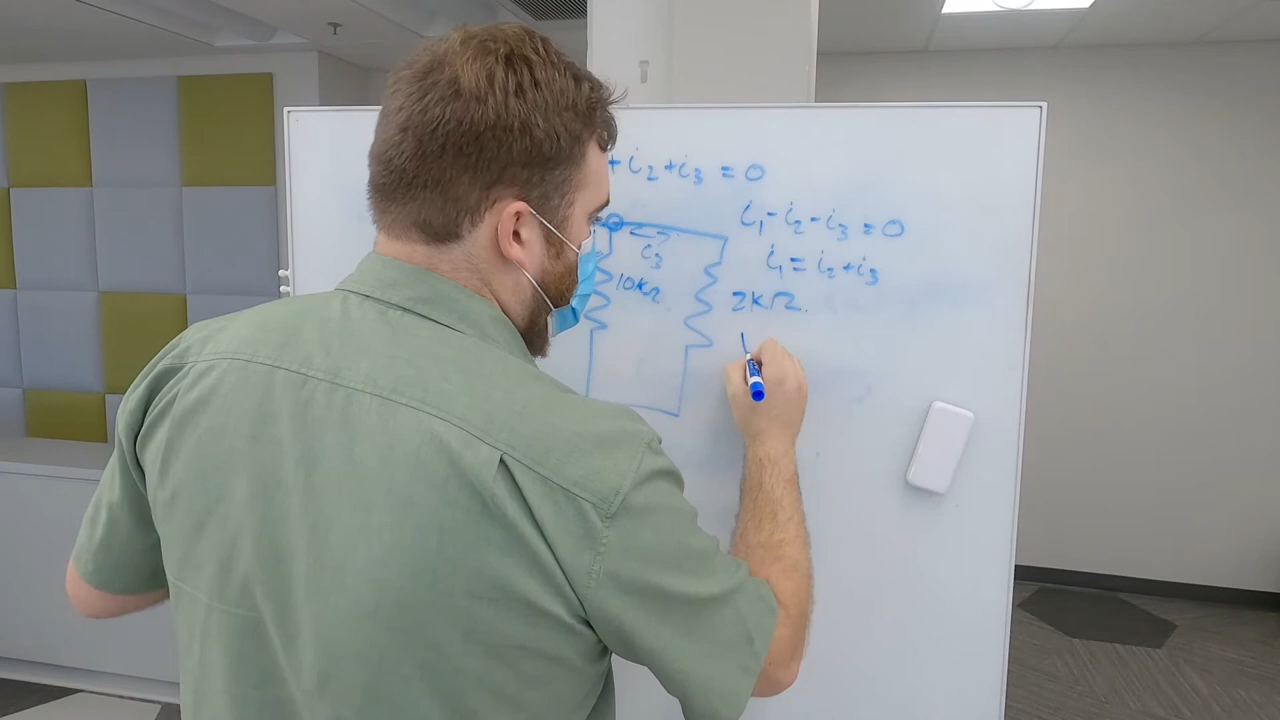 +i₂+i₃=0
i₁-i₂-i₃=0
i₃
i₁=i₂+i₃
10kΩ
2kΩ.